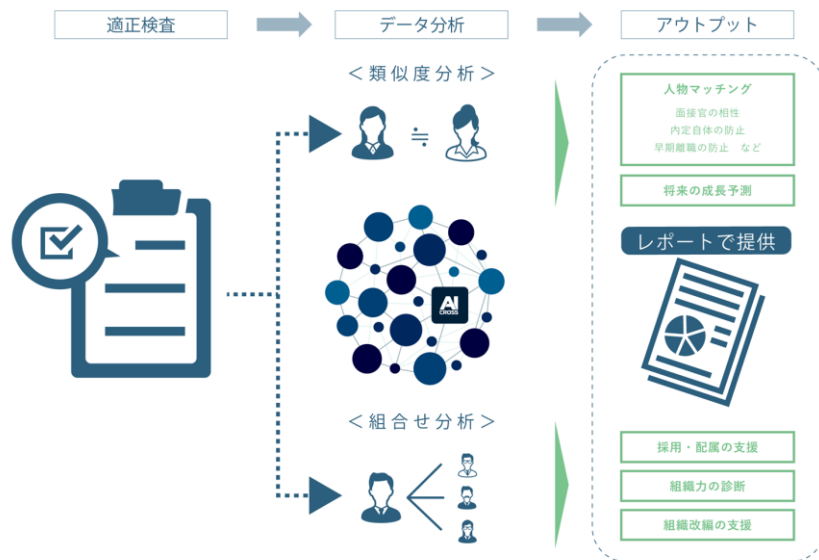 適正検査
データ分析
アウトプット
＜類似度分析＞
≒
人物マッチング
面接官の相性
内定自体の防止
早期離職の防止　など
将来の成長予測
レポートで提供
AI
CROSS
＜組合せ分析＞
採用・配属の支援
組織力の診断
組織改編の支援